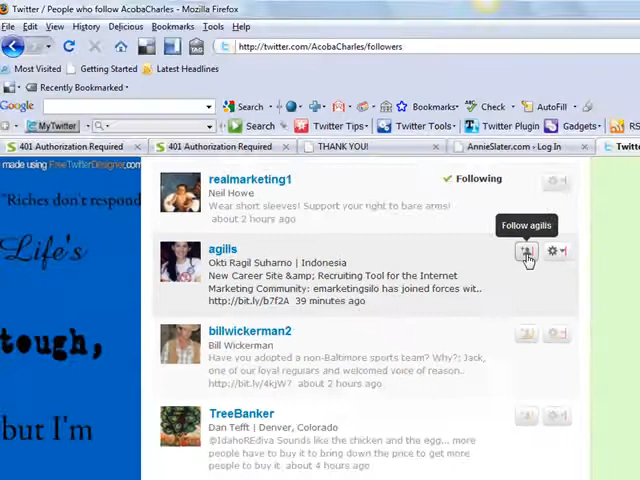 Twitter / People who follow AcobaCharles - Mozilla Firefox
File Edit View History Delicious Bookmarks Tools Help
http://twitter.com/AcobaCharles/followers
Most Visited Getting Started Latest Headlines
Recently Bookmarked
Google Search Bookmarks Check AutoFill
MyTwitter Search Twitter Tips Twitter Tools Twitter Plugin Gadgets RSS
401 Authorization Required 401 Authorization Required THANK YOU! AnnieSlater.com › Log In Twitt
made using FreeTwitterDesigner.com
"Riches don't respond
Life's
tough,
but I'm
realmarketing1
Following
Neil Howe
Wear short sleeves! Support your right to bare arms!
about 2 hours ago
Follow agills
agills
Okti Ragil Suharno | Indonesia
New Career Site &amp; Recruiting Tool for the Internet
Marketing Community: emarketingsilo has joined forces wit..
http://bit.ly/b7f2A 39 minutes ago
billwickerman2
Bill Wickerman
Have you adopted a non-Baltimore sports team? Why?; Jack,
one of our loyal regulars and welcomed voice of reason..
http://bit.ly/4kjW7 about 2 hours ago
TreeBanker
Dan Tefft | Denver, Colorado
@IdahoREdiva Sounds like the chicken and the egg... more
people have to buy it to bring down the price to get more
people to buy it about 4 hours ago